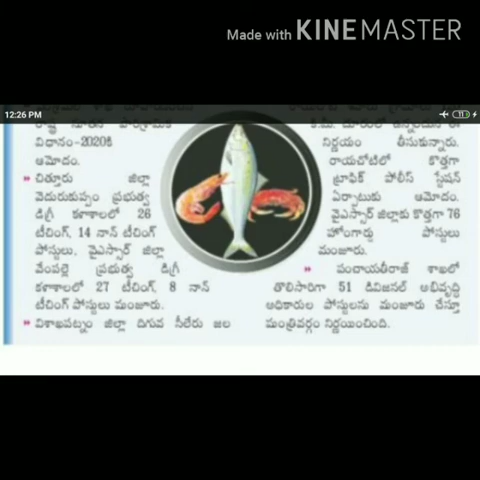 Made with KINEMASTER
12:26 PM
11
రాష్ట్ర నూతన పారిశ్రామిక
విధానం-2020కి
ఆమోదం.
» చిత్తూరు జిల్లా
వెదురుకుప్పం ప్రభుత్వ
డిగ్రీ కళాశాలలో 26
టీచింగ్, 14 నాన్ టీచింగ్
పోస్టులు, వైఎస్సార్ జిల్లా
వేంపల్లె ప్రభుత్వ డిగ్రీ
కళాశాలలో 27 టీచింగ్, 8 నాన్
టీచింగ్ పోస్టులు మంజూరు.
» విశాఖపట్నం జిల్లా దిగువ సీలేరు జల
నిర్ణయం తీసుకున్నారు.
రాయచోటిలో కొత్తగా
ట్రాఫిక్ పోలీస్ స్టేషన్
ఏర్పాటుకు ఆమోదం.
వైఎస్సార్ జిల్లాకు కొత్తగా 76
హోంగార్డు పోస్టులు
మంజూరు.
» పంచాయతీరాజ్ శాఖలో
తొలిసారిగా 51 డివిజనల్ అభివృద్ధి
అధికారుల పోస్టులను మంజూరు చేస్తూ
మంత్రివర్గం నిర్ణయించింది.